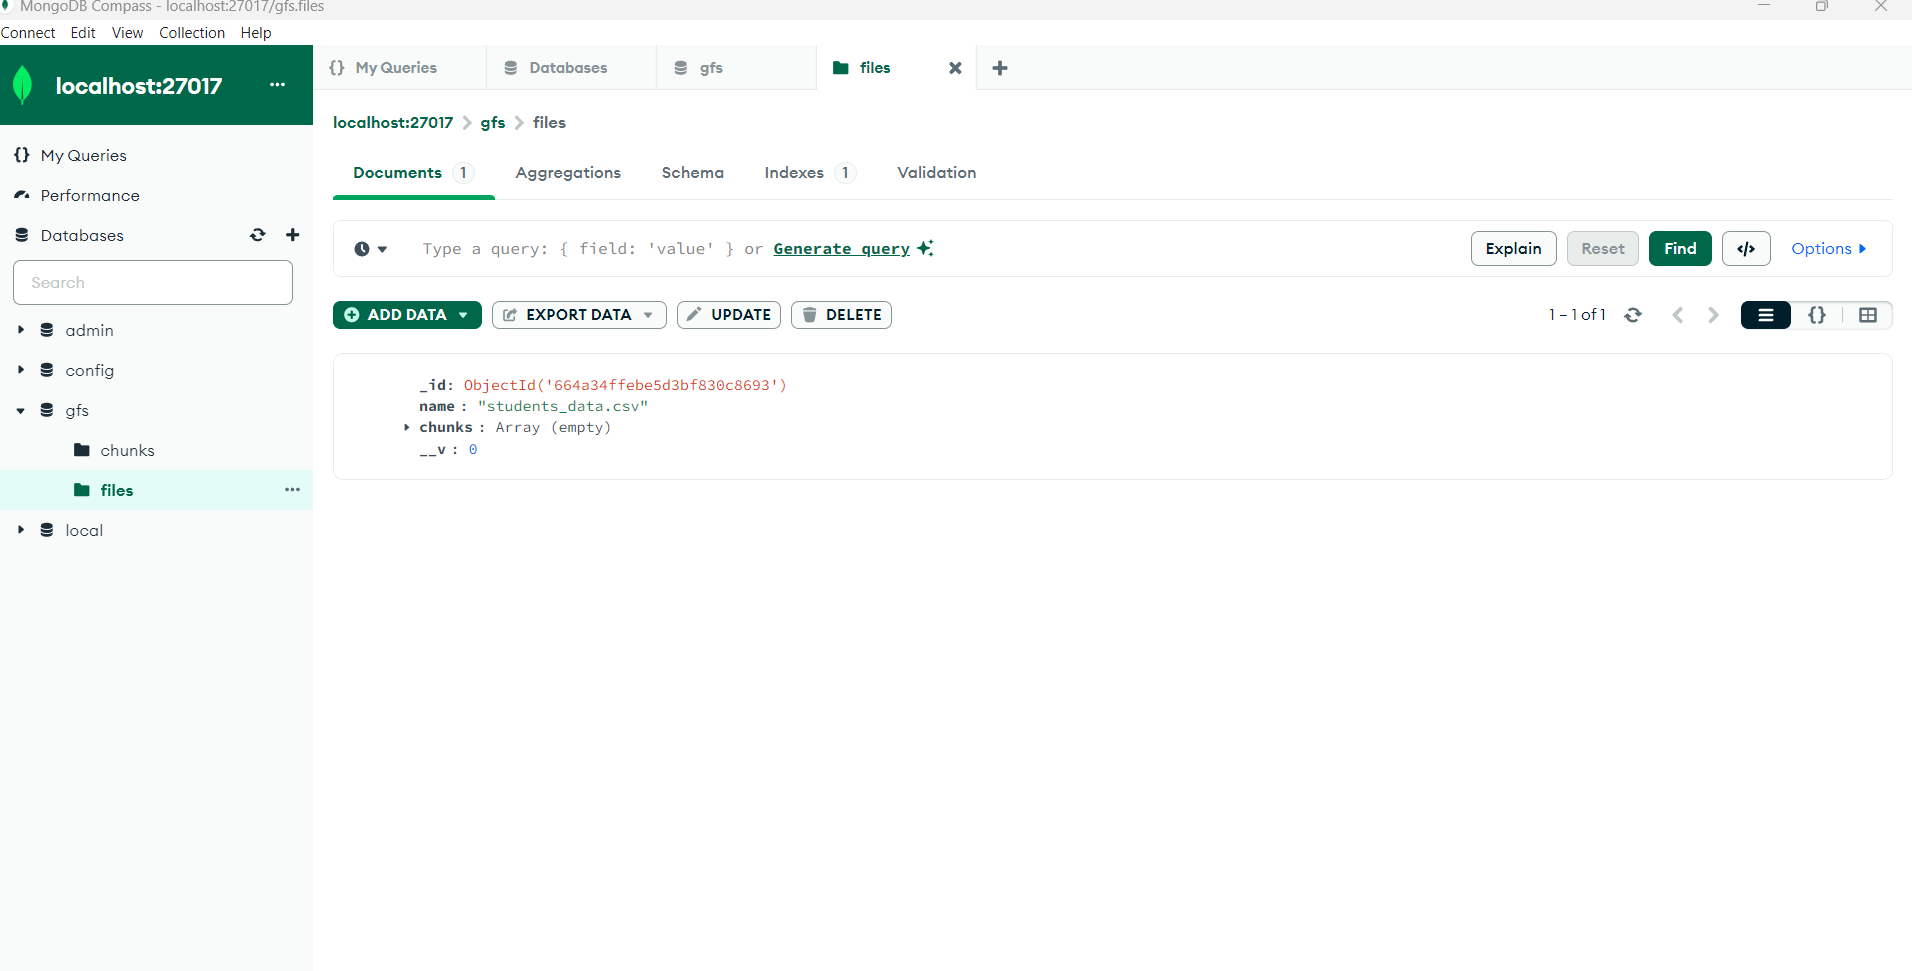 MongoDB Compass - localhost:27017/gfs.files
Connect Edit View Collection Help
localhost:27017 ···
My Queries
Databases
gfs
files
{} My Queries
Performance
Databases
Search
admin
config
gfs
chunks
files ···
local
localhost:27017 > gfs > files
Documents 1 Aggregations Schema Indexes 1 Validation
Type a query: { field: 'value' } or Generate query
Explain Reset Find </> Options
ADD DATA EXPORT DATA UPDATE DELETE
1 – 1 of 1 {}
_id: ObjectId('664a34ffebe5d3bf830c8693')
name : "students_data.csv"
chunks : Array (empty)
__v : 0